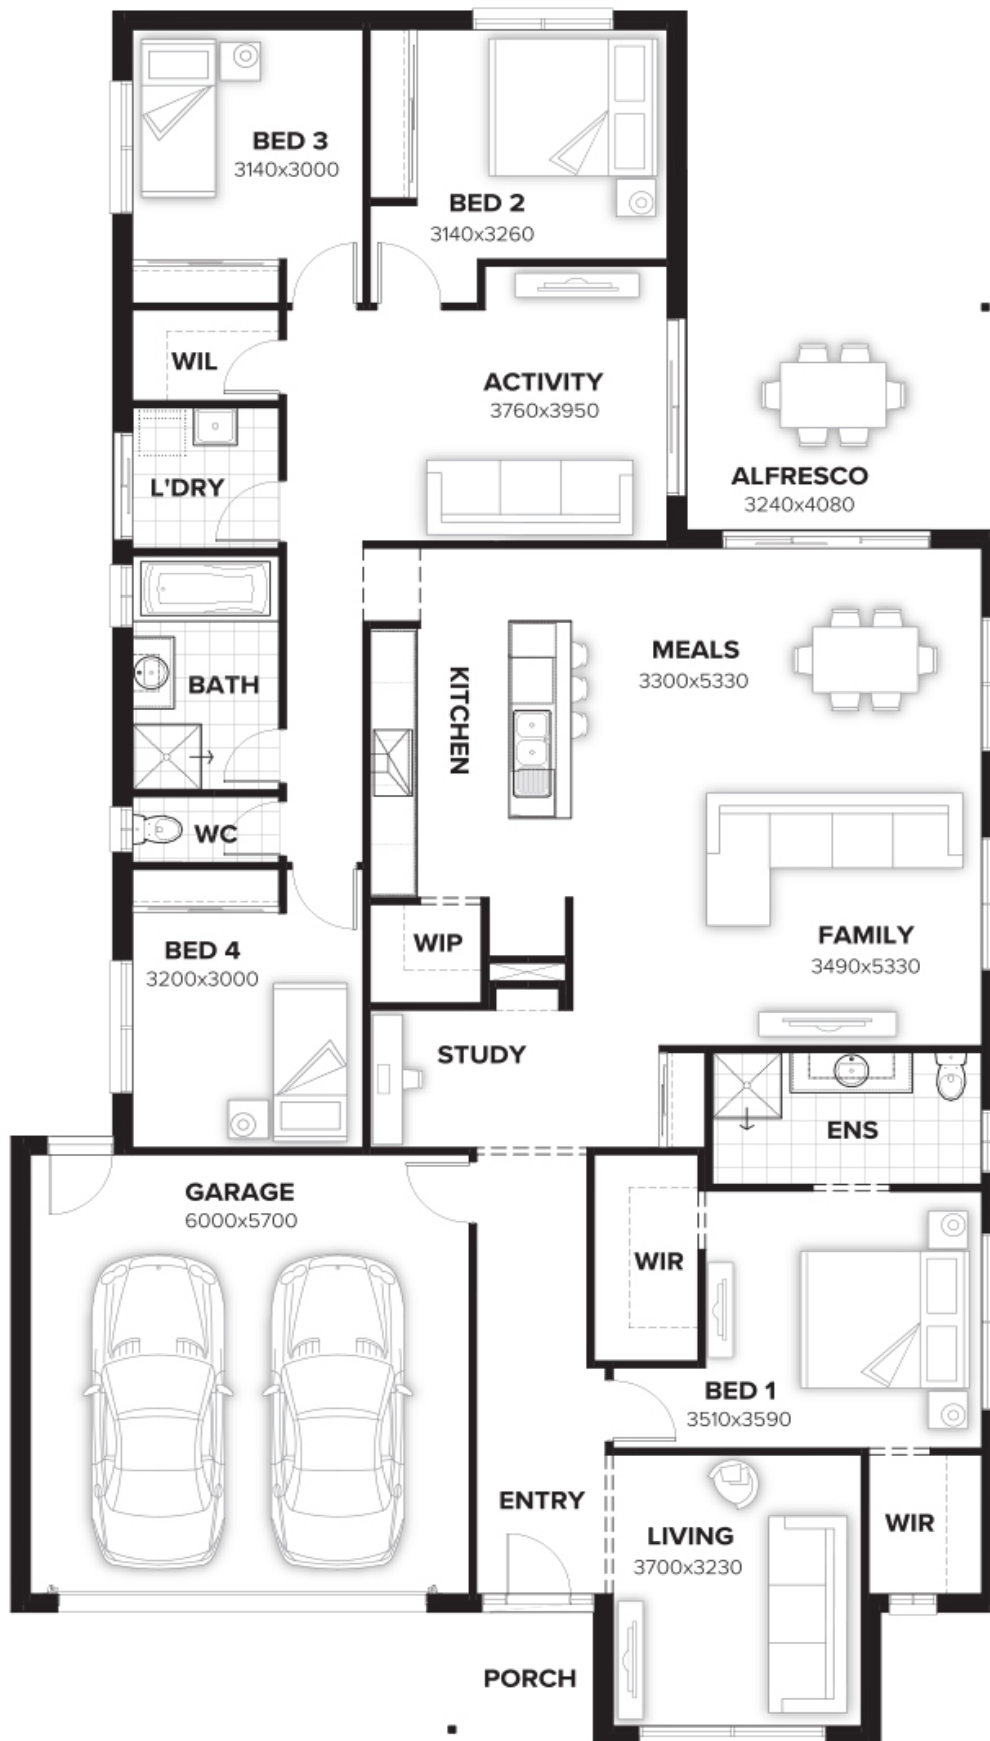 BED 3
3140x3000
BED 2
3140x3260
WIL
ACTIVITY
3760x3950
L'DRY
ALFRESCO
3240x4080
BATH
KITCHEN
MEALS
3300x5330
WC
BED 4
3200x3000
WIP
FAMILY
3490x5330
STUDY
ENS
GARAGE
6000x5700
WIR
BED 1
3510x3590
ENTRY
LIVING
3700x3230
WIR
PORCH